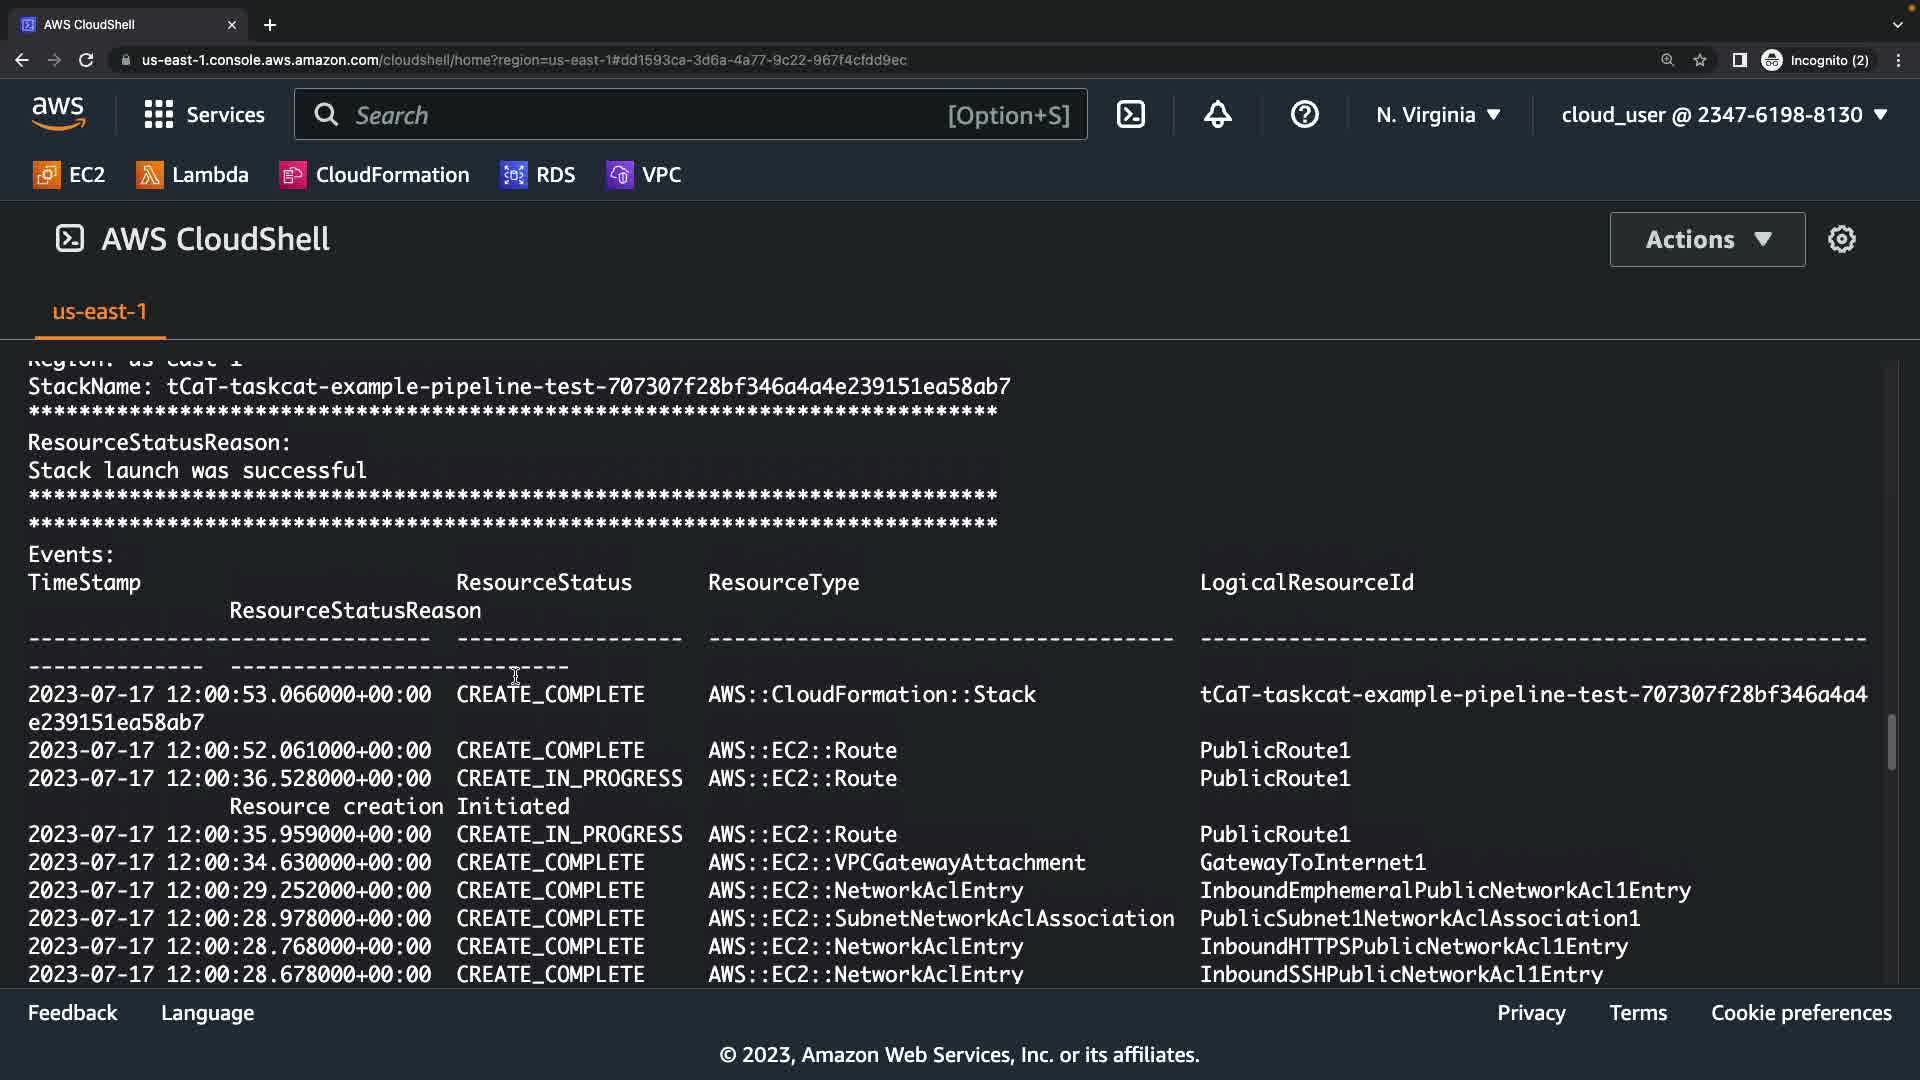 AWS CloudShell
us-east-1.console.aws.amazon.com/cloudshell/home?region=us-east-1#dd1593ca-3d6a-4a77-9c22-967f4cfdd9ec
Incognito (2)
aws
Services
Search
[Option+S]
N. Virginia
cloud_user @ 2347-6198-8130
EC2
Lambda
CloudFormation
RDS
VPC
AWS CloudShell
Actions
us-east-1
Region: us-east-1
StackName: tCaT-taskcat-example-pipeline-test-707307f28bf346a4a4e239151ea58ab7
*****************************************************************************
ResourceStatusReason:
Stack launch was successful
*****************************************************************************
*****************************************************************************
Events:
TimeStamp ResourceStatus ResourceType LogicalResourceId
ResourceStatusReason
-------------------------------- ------------------ ------------------------------------- -----------------------------------------------------
-------------- ---------------------------
2023-07-17 12:00:53.066000+00:00 CREATE_COMPLETE AWS::CloudFormation::Stack tCaT-taskcat-example-pipeline-test-707307f28bf346a4a4
e239151ea58ab7
2023-07-17 12:00:52.061000+00:00 CREATE_COMPLETE AWS::EC2::Route PublicRoute1
2023-07-17 12:00:36.528000+00:00 CREATE_IN_PROGRESS AWS::EC2::Route PublicRoute1
Resource creation Initiated
2023-07-17 12:00:35.959000+00:00 CREATE_IN_PROGRESS AWS::EC2::Route PublicRoute1
2023-07-17 12:00:34.630000+00:00 CREATE_COMPLETE AWS::EC2::VPCGatewayAttachment GatewayToInternet1
2023-07-17 12:00:29.252000+00:00 CREATE_COMPLETE AWS::EC2::NetworkAclEntry InboundEmphemeralPublicNetworkAcl1Entry
2023-07-17 12:00:28.978000+00:00 CREATE_COMPLETE AWS::EC2::SubnetNetworkAclAssociation PublicSubnet1NetworkAclAssociation1
2023-07-17 12:00:28.768000+00:00 CREATE_COMPLETE AWS::EC2::NetworkAclEntry InboundHTTPSPublicNetworkAcl1Entry
2023-07-17 12:00:28.678000+00:00 CREATE_COMPLETE AWS::EC2::NetworkAclEntry InboundSSHPublicNetworkAcl1Entry
Feedback
Language
Privacy
Terms
Cookie preferences
© 2023, Amazon Web Services, Inc. or its affiliates.